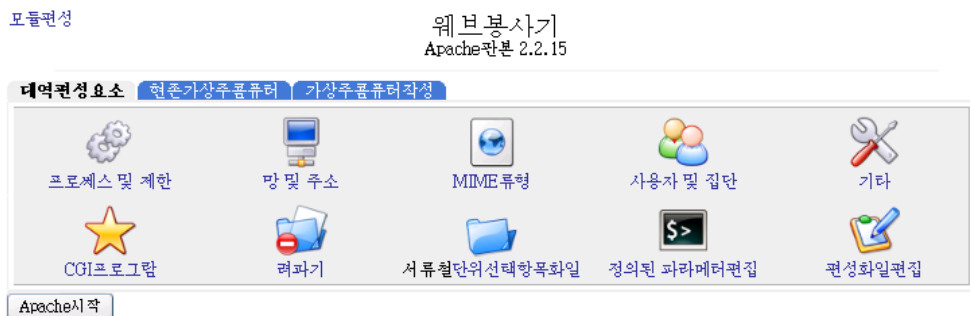 모듈편성
웨브봉사기
Apache판본 2.2.15
대역편성요소 현존가상주콤퓨터 가상주콤퓨터작성
프로쎄스 및 제한 망 및 주소 MIME류형 사용자 및 집단 기타
$>
CGI프로그람 려파기 서류철단위선택항목화일 정의된 파라메터편집 편성화일편집
Apache시작